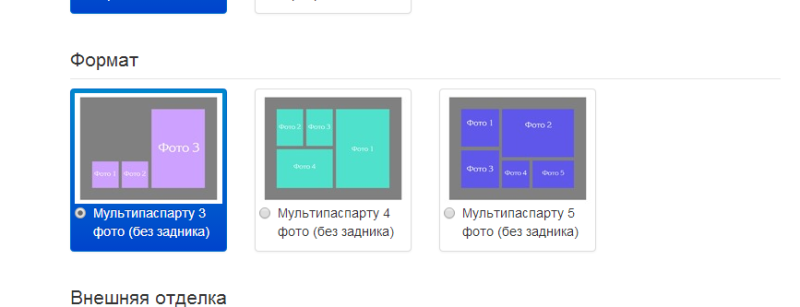 Формат
Фото 1
Фото 2
Фото 3
Фото 2
Фото 3
Фото 4
Фото 1
Фото 1
Фото 2
Фото 3
Фото 4
Фото 5
Мультипаспарту 3
фото (без задника)
Мультипаспарту 4
фото (без задника)
Мультипаспарту 5
фото (без задника)
Внешняя отделка